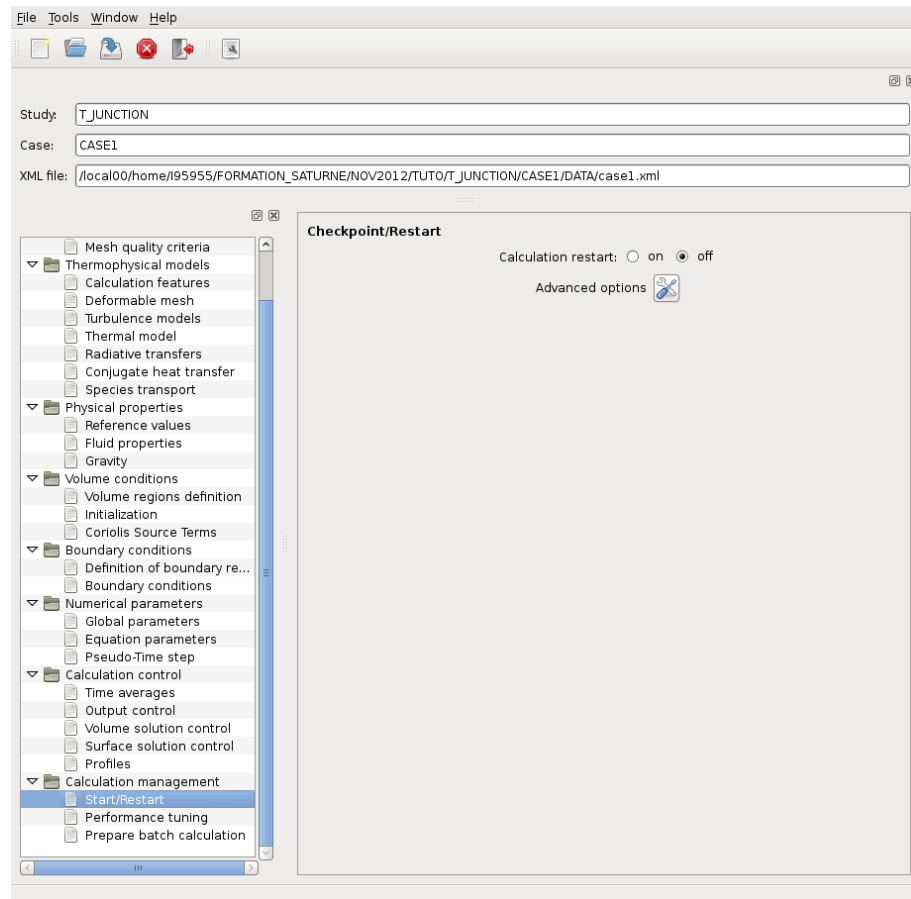 File Tools Window Help
Study: T_JUNCTION
Case: CASE1
XML file: /local00/home/I95955/FORMATION_SATURNE/NOV2012/TUTO/T_JUNCTION/CASE1/DATA/case1.xml
Mesh quality criteria
Thermophysical models
Calculation features
Deformable mesh
Turbulence models
Thermal model
Radiative transfers
Conjugate heat transfer
Species transport
Physical properties
Reference values
Fluid properties
Gravity
Volume conditions
Volume regions definition
Initialization
Coriolis Source Terms
Boundary conditions
Definition of boundary re...
Boundary conditions
Numerical parameters
Global parameters
Equation parameters
Pseudo-Time step
Calculation control
Time averages
Output control
Volume solution control
Surface solution control
Profiles
Calculation management
Start/Restart
Performance tuning
Prepare batch calculation
Checkpoint/Restart
Calculation restart: on off
Advanced options